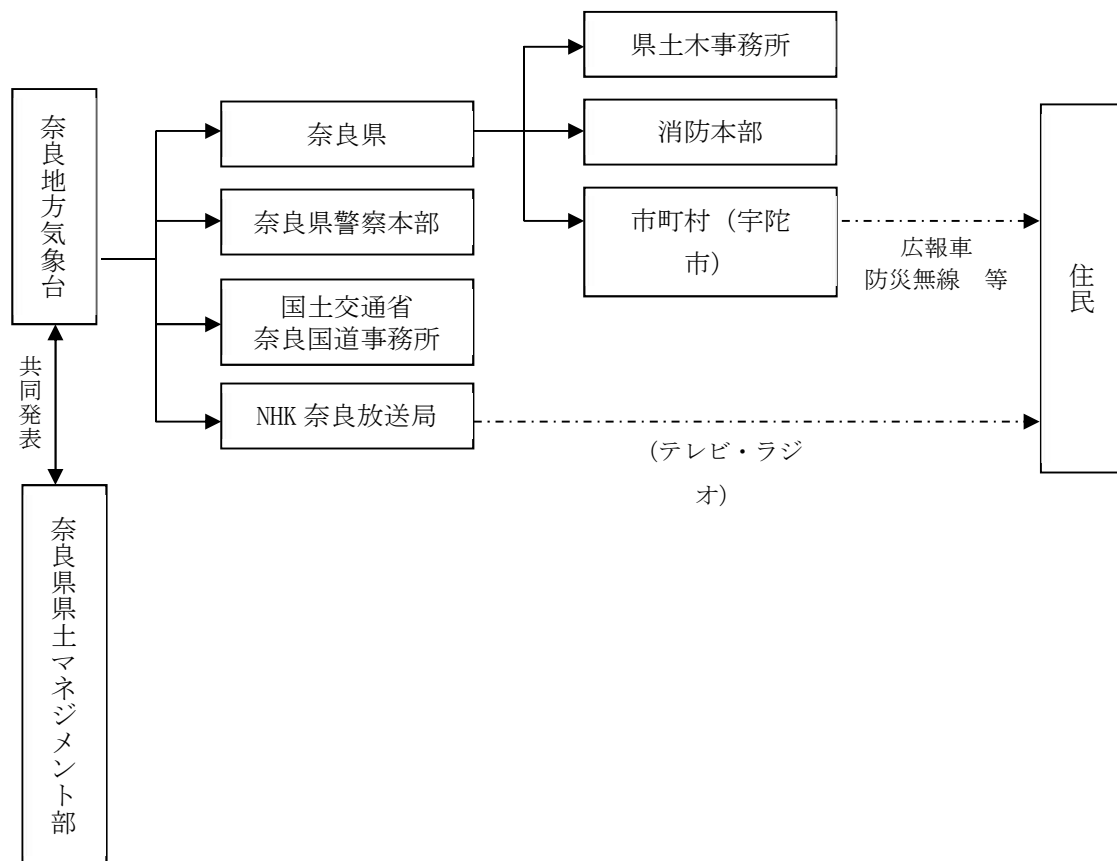 奈良地方気象台
共同発表
奈良県県土マネジメント部
奈良県
奈良県警察本部
国土交通省
奈良国道事務所
NHK 奈良放送局
県土木事務所
消防本部
市町村（宇陀
市）
広報車
防災無線　等
（テレビ・ラジ
オ）
住民